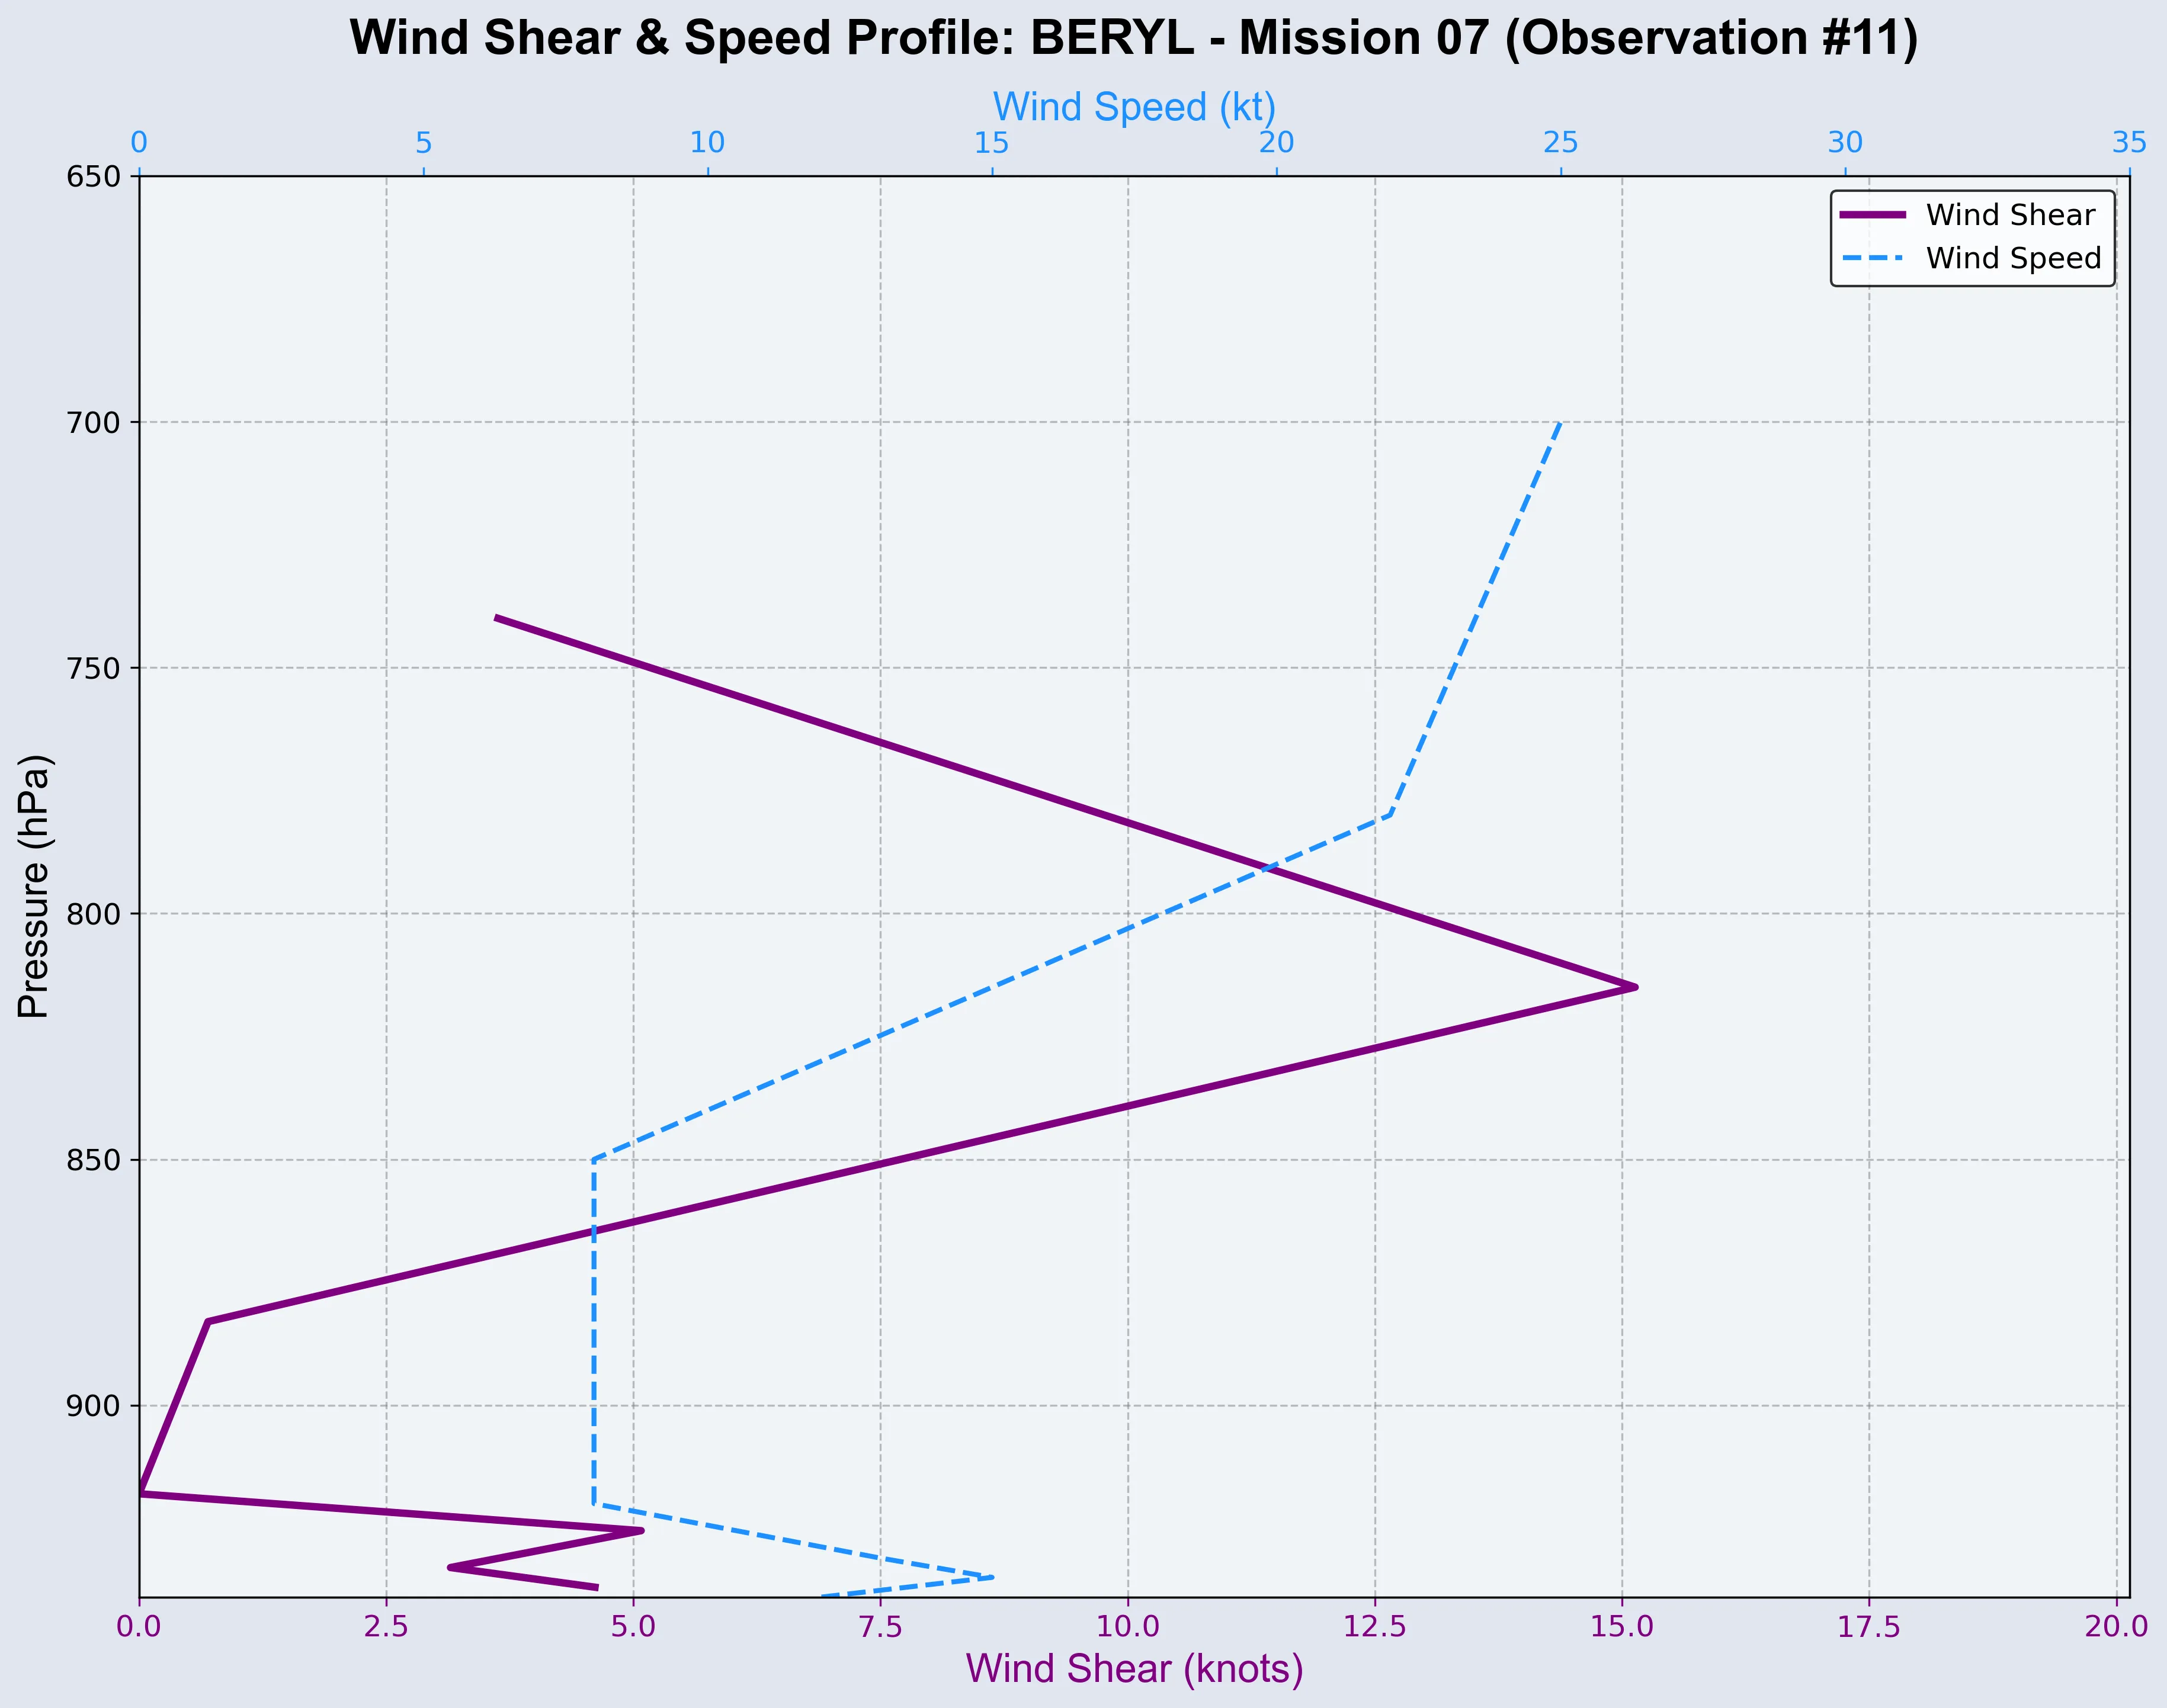 Wind Shear & Speed Profile: BERYL - Mission 07 (Observation #11)
Wind Speed (kt)
0 5 10 15 20 25 30 35
Wind Shear
Wind Speed
Pressure (hPa)
650
700
750
800
850
900
0.0 2.5 5.0 7.5 10.0 12.5 15.0 17.5 20.0
Wind Shear (knots)